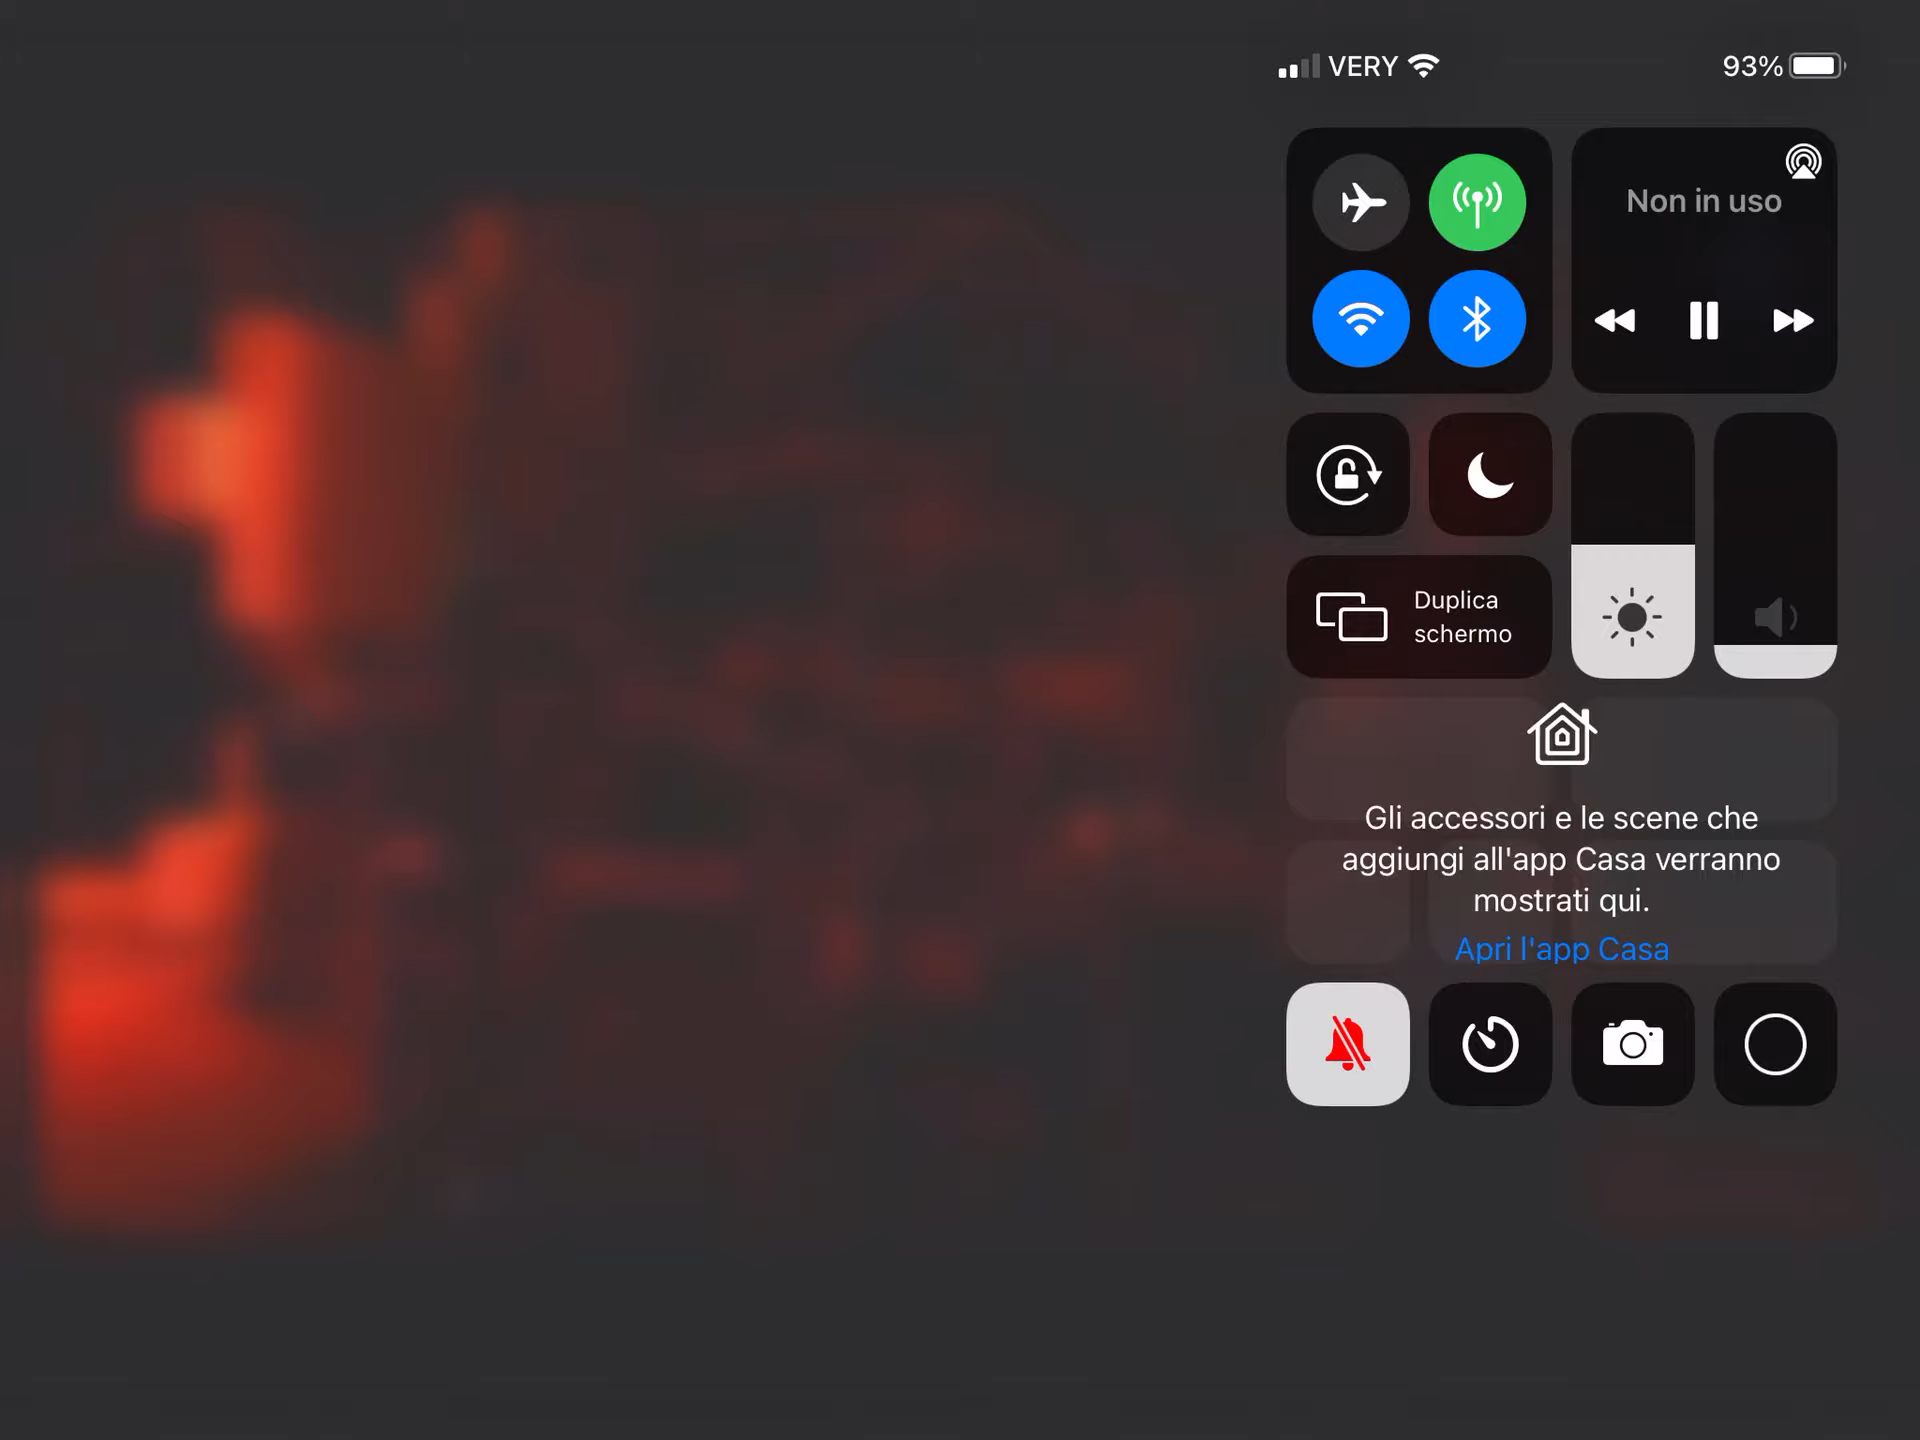 VERY
93%
Non in uso
Duplica
schermo
Gli accessori e le scene che
aggiungi all'app Casa verranno
mostrati qui.
Apri l'app Casa